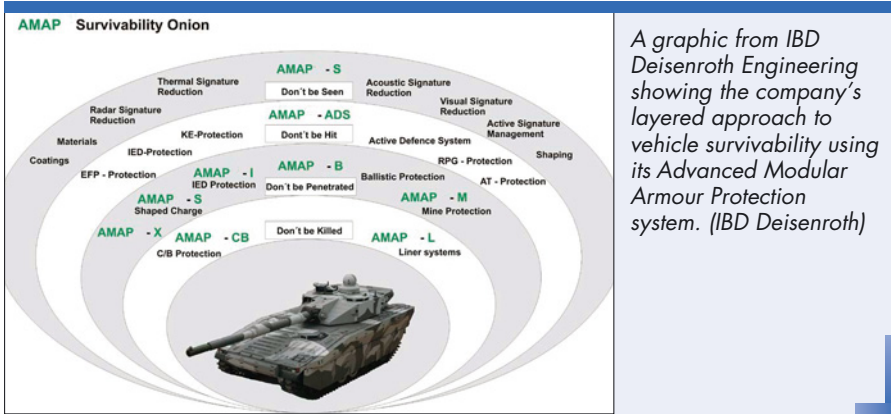 AMAP Survivability Onion
AMAP - S
Don´t be Seen
Thermal Signature
Reduction
Acoustic Signature
Reduction
Radar Signature
Reduction
Visual Signature
Reduction
Materials
Active Signature
Management
Coatings
Shaping
AMAP - ADS
Dont´t be Hit
KE-Protection
Active Defence System
IED-Protection
RPG - Protection
EFP - Protection
AT - Protection
AMAP - B
Don´t be Penetrated
AMAP - I
IED Protection
Ballistic Protection
AMAP - S
Shaped Charge
AMAP - M
Mine Protection
AMAP - X
Don´t be Killed
AMAP - CB
C/B Protection
AMAP - L
Liner systems
A graphic from IBD
Deisenroth Engineering
showing the company’s
layered approach to
vehicle survivability using
its Advanced Modular
Armour Protection
system. (IBD Deisenroth)